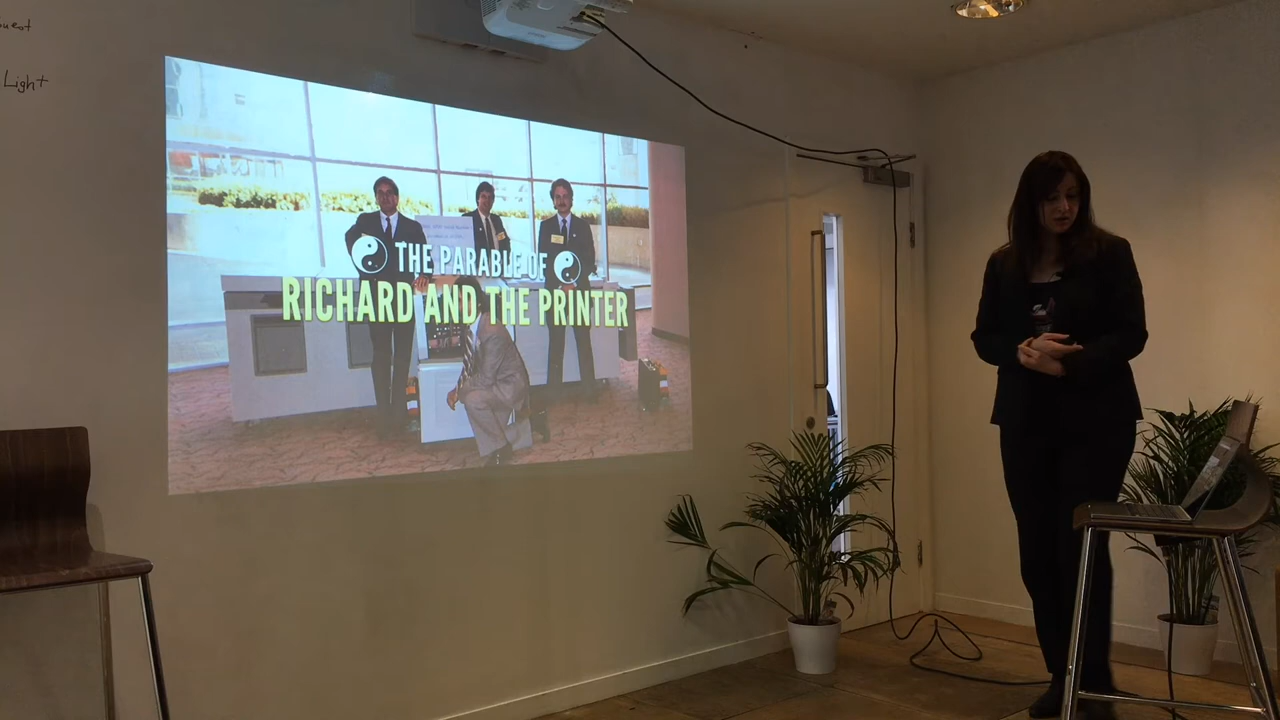 Light
THE PARABLE OF
RICHARD AND THE PRINTER